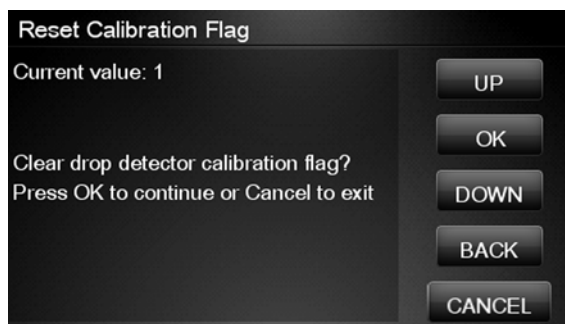 Reset Calibration Flag
Current value: 1
Clear drop detector calibration flag?
Press OK to continue or Cancel to exit
UP
OK
DOWN
BACK
CANCEL